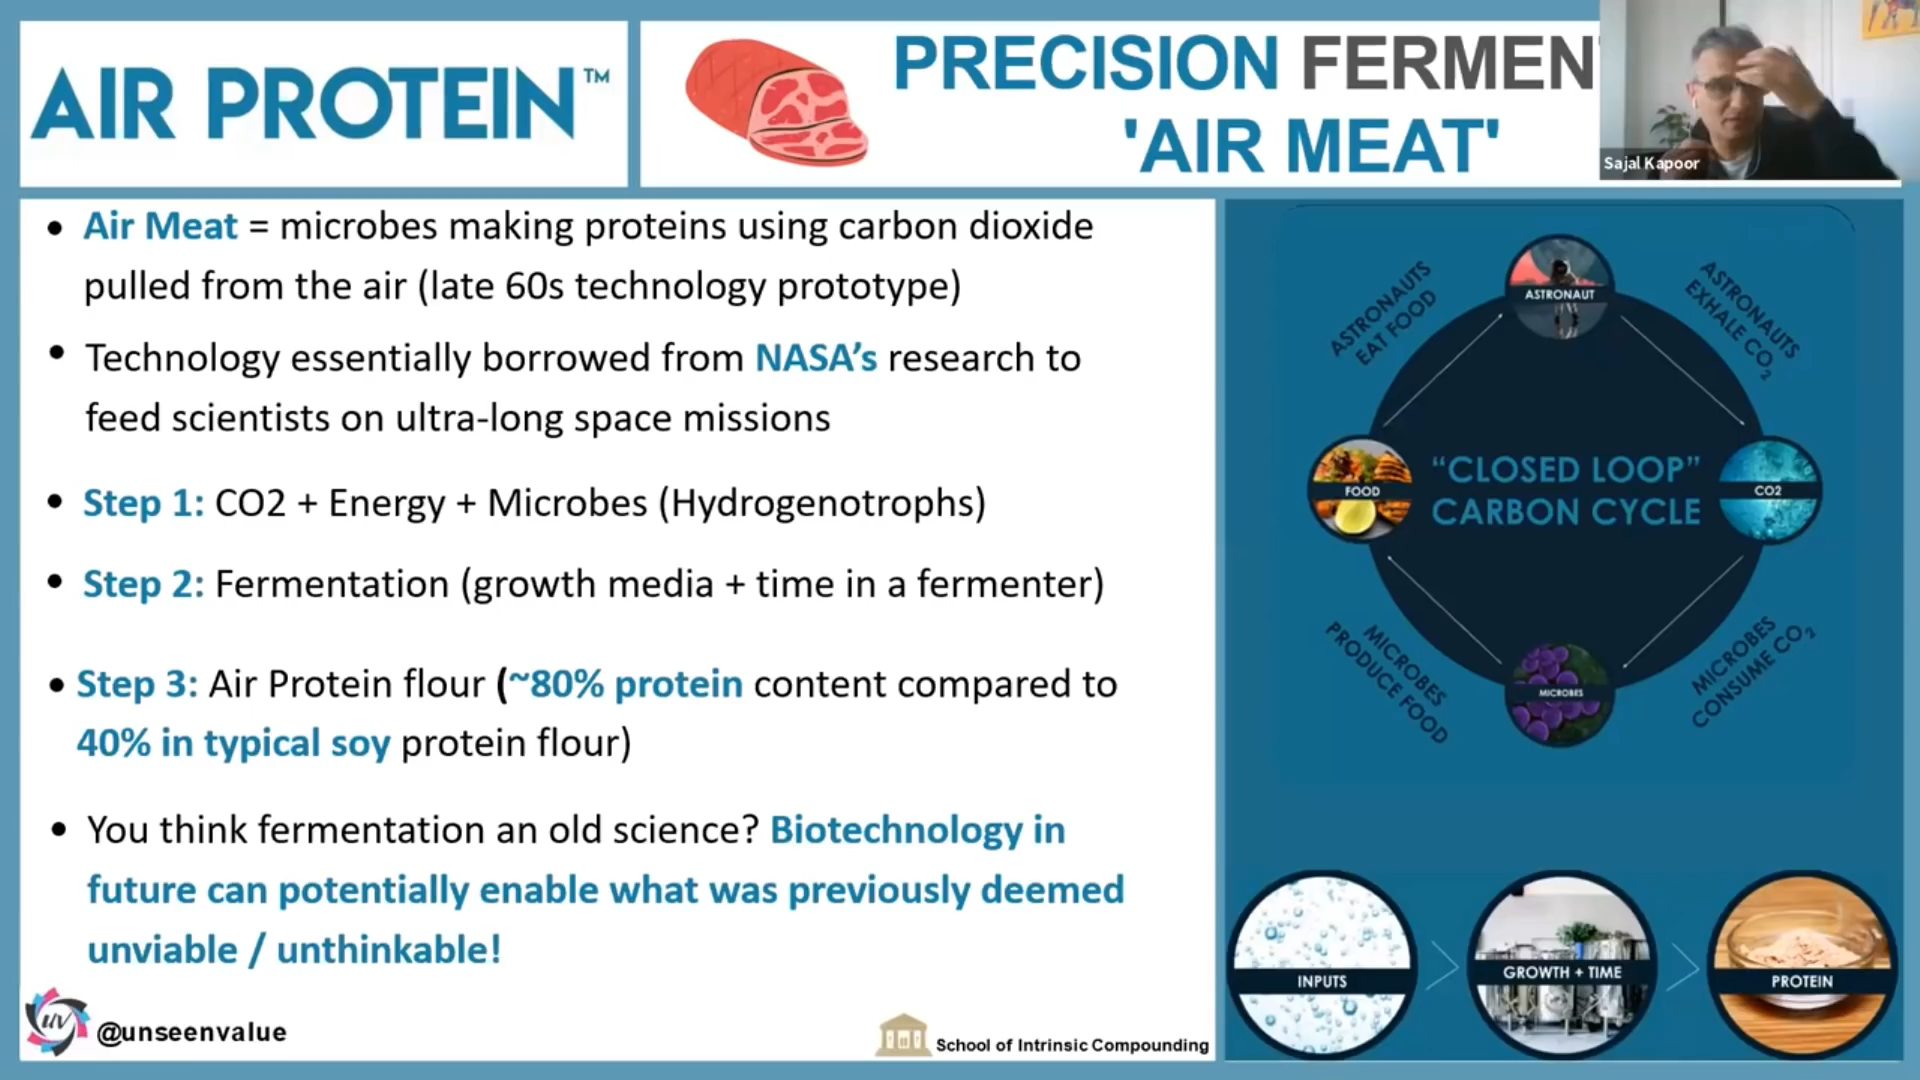 AIR PROTEIN™
PRECISION FERMEN
'AIR MEAT'
Sajal Kapoor
• Air Meat = microbes making proteins using carbon dioxide
pulled from the air (late 60s technology prototype)
• Technology essentially borrowed from NASA’s research to
feed scientists on ultra-long space missions
• Step 1: CO2 + Energy + Microbes (Hydrogenotrophs)
• Step 2: Fermentation (growth media + time in a fermenter)
• Step 3: Air Protein flour (~80% protein content compared to
40% in typical soy protein flour)
• You think fermentation an old science? Biotechnology in
future can potentially enable what was previously deemed
unviable / unthinkable!
uv
@unseenvalue
School of Intrinsic Compounding
ASTRONAUT
ASTRONAUTS
EAT FOOD
ASTRONAUTS
EXHALE CO₂
FOOD
“CLOSED LOOP”
CARBON CYCLE
CO2
MICROBES
PRODUCE FOOD
MICROBES
CONSUME CO₂
MICROBES
INPUTS
GROWTH + TIME
PROTEIN